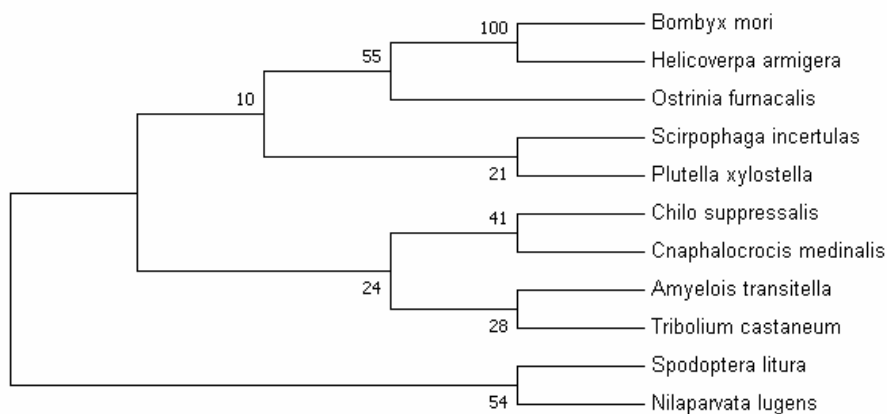 100
Bombyx mori
55
Helicoverpa armigera
10
Ostrinia furnacalis
Scirpophaga incertulas
21
Plutella xylostella
41
Chilo suppressalis
Cnaphalocrocis medinalis
24
Amyelois transitella
28
Tribolium castaneum
Spodoptera litura
54
Nilaparvata lugens